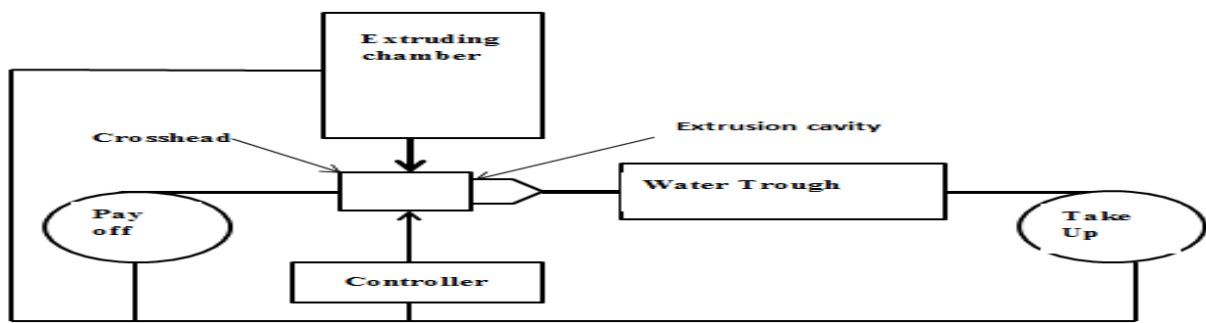 Extruding
chamber
Crosshead
Extrusion cavity
Water Trough
Pay
off
Take
Up
Controller